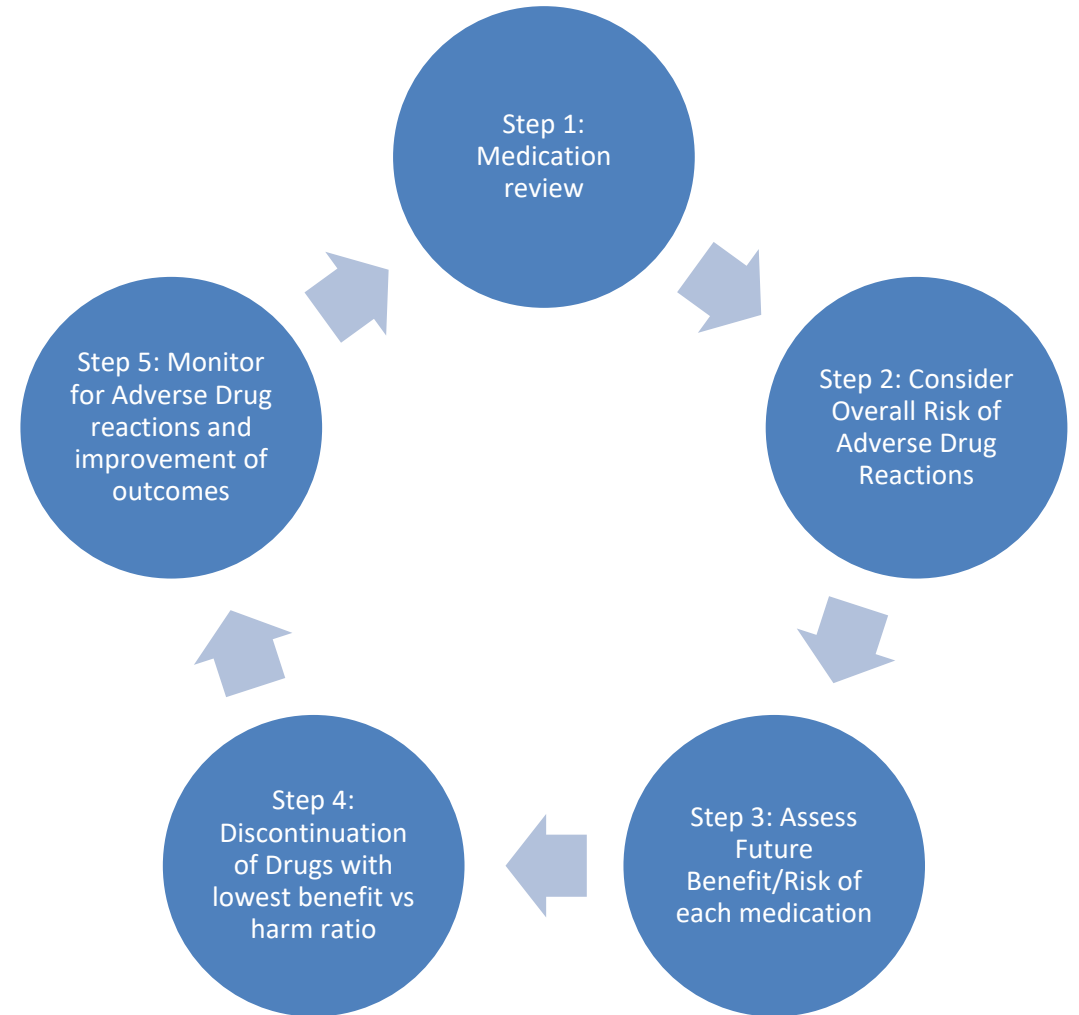 Step 1:
Medication
review
Step 2: Consider
Overall Risk of
Adverse Drug
Reactions
Step 3: Assess
Future
Benefit/Risk of
each medication
Step 4:
Discontinuation
of Drugs with
lowest benefit vs
harm ratio
Step 5: Monitor
for Adverse Drug
reactions and
improvement of
outcomes